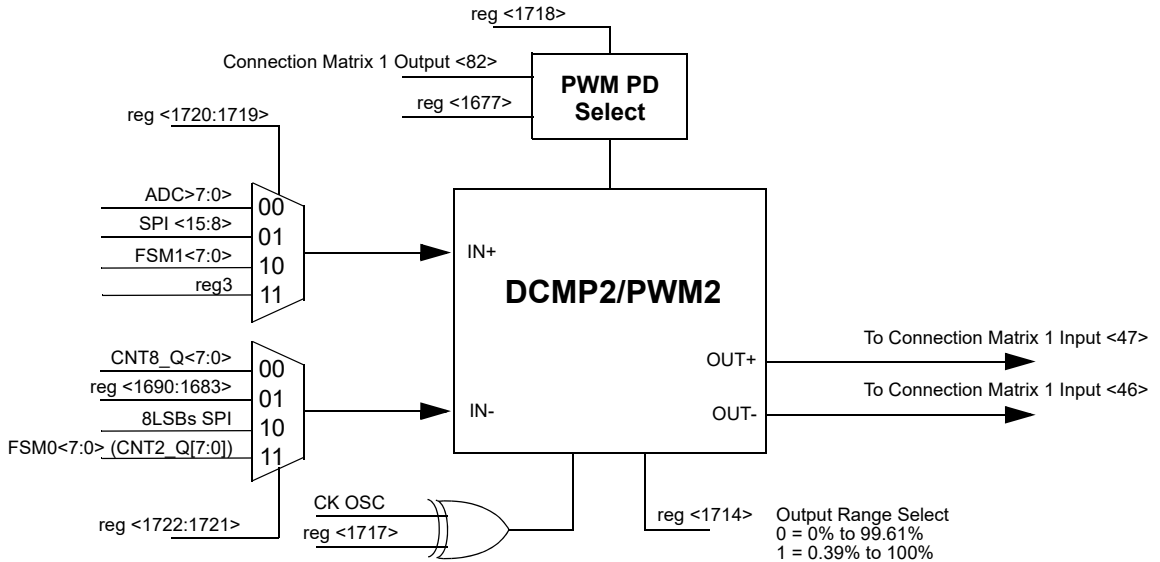 reg <1718>
Connection Matrix 1 Output <82>
PWM PD
Select
reg <1677>
reg <1720:1719>
ADC>7:0>
00
SPI <15:8>
01
FSM1<7:0>
10
reg3
11
IN+
DCMP2/PWM2
CNT8_Q<7:0>
00
reg <1690:1683>
01
8LSBs SPI
10
FSM0<7:0> (CNT2_Q[7:0])
11
IN-
OUT+
To Connection Matrix 1 Input <47>
OUT-
To Connection Matrix 1 Input <46>
reg <1722:1721>
CK OSC
reg <1717>
reg <1714>
Output Range Select
0 = 0% to 99.61%
1 = 0.39% to 100%